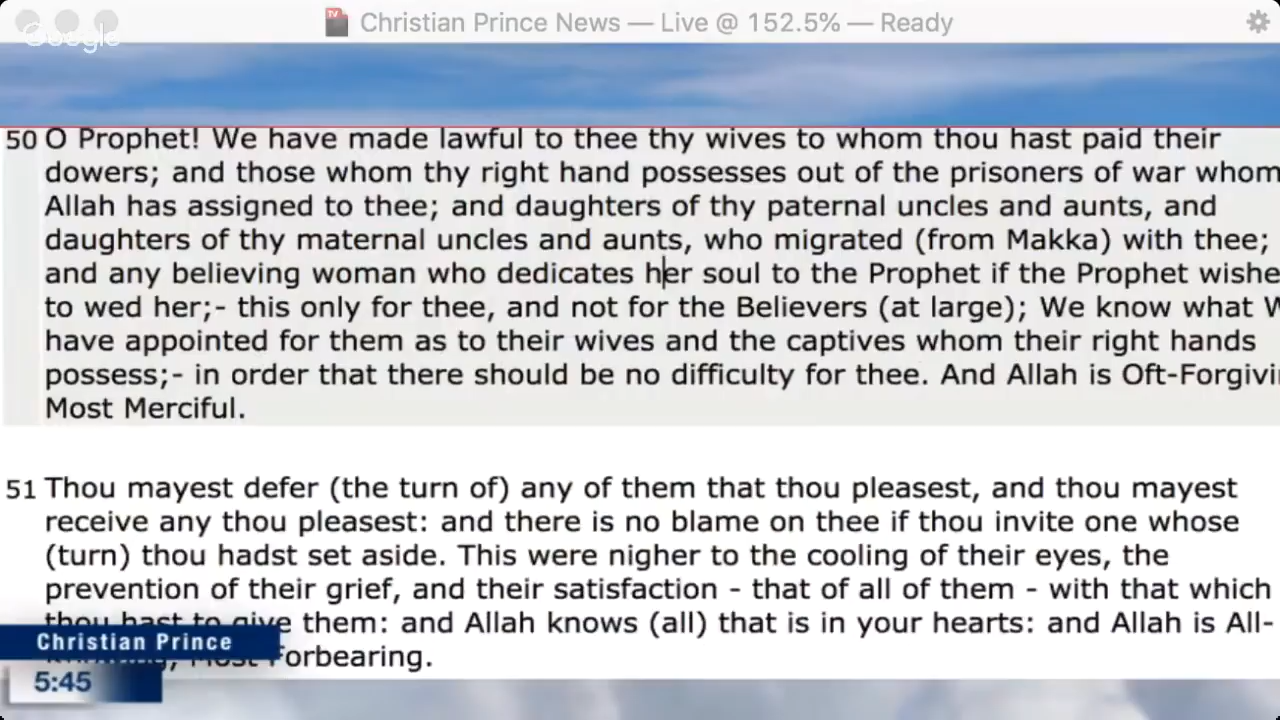 Christian Prince News — Live @ 152.5% — Ready
Google
50 O Prophet! We have made lawful to thee thy wives to whom thou hast paid their
dowers; and those whom thy right hand possesses out of the prisoners of war whom
Allah has assigned to thee; and daughters of thy paternal uncles and aunts, and
daughters of thy maternal uncles and aunts, who migrated (from Makka) with thee;
and any believing woman who dedicates her soul to the Prophet if the Prophet wishe
to wed her;- this only for thee, and not for the Believers (at large); We know what W
have appointed for them as to their wives and the captives whom their right hands
possess;- in order that there should be no difficulty for thee. And Allah is Oft-Forgivi
Most Merciful.
51 Thou mayest defer (the turn of) any of them that thou pleasest, and thou mayest
receive any thou pleasest: and there is no blame on thee if thou invite one whose
(turn) thou hadst set aside. This were nigher to the cooling of their eyes, the
prevention of their grief, and their satisfaction - that of all of them - with that which
thou hast to give them: and Allah knows (all) that is in your hearts: and Allah is All-
Most Forbearing.
Christian Prince
5:45